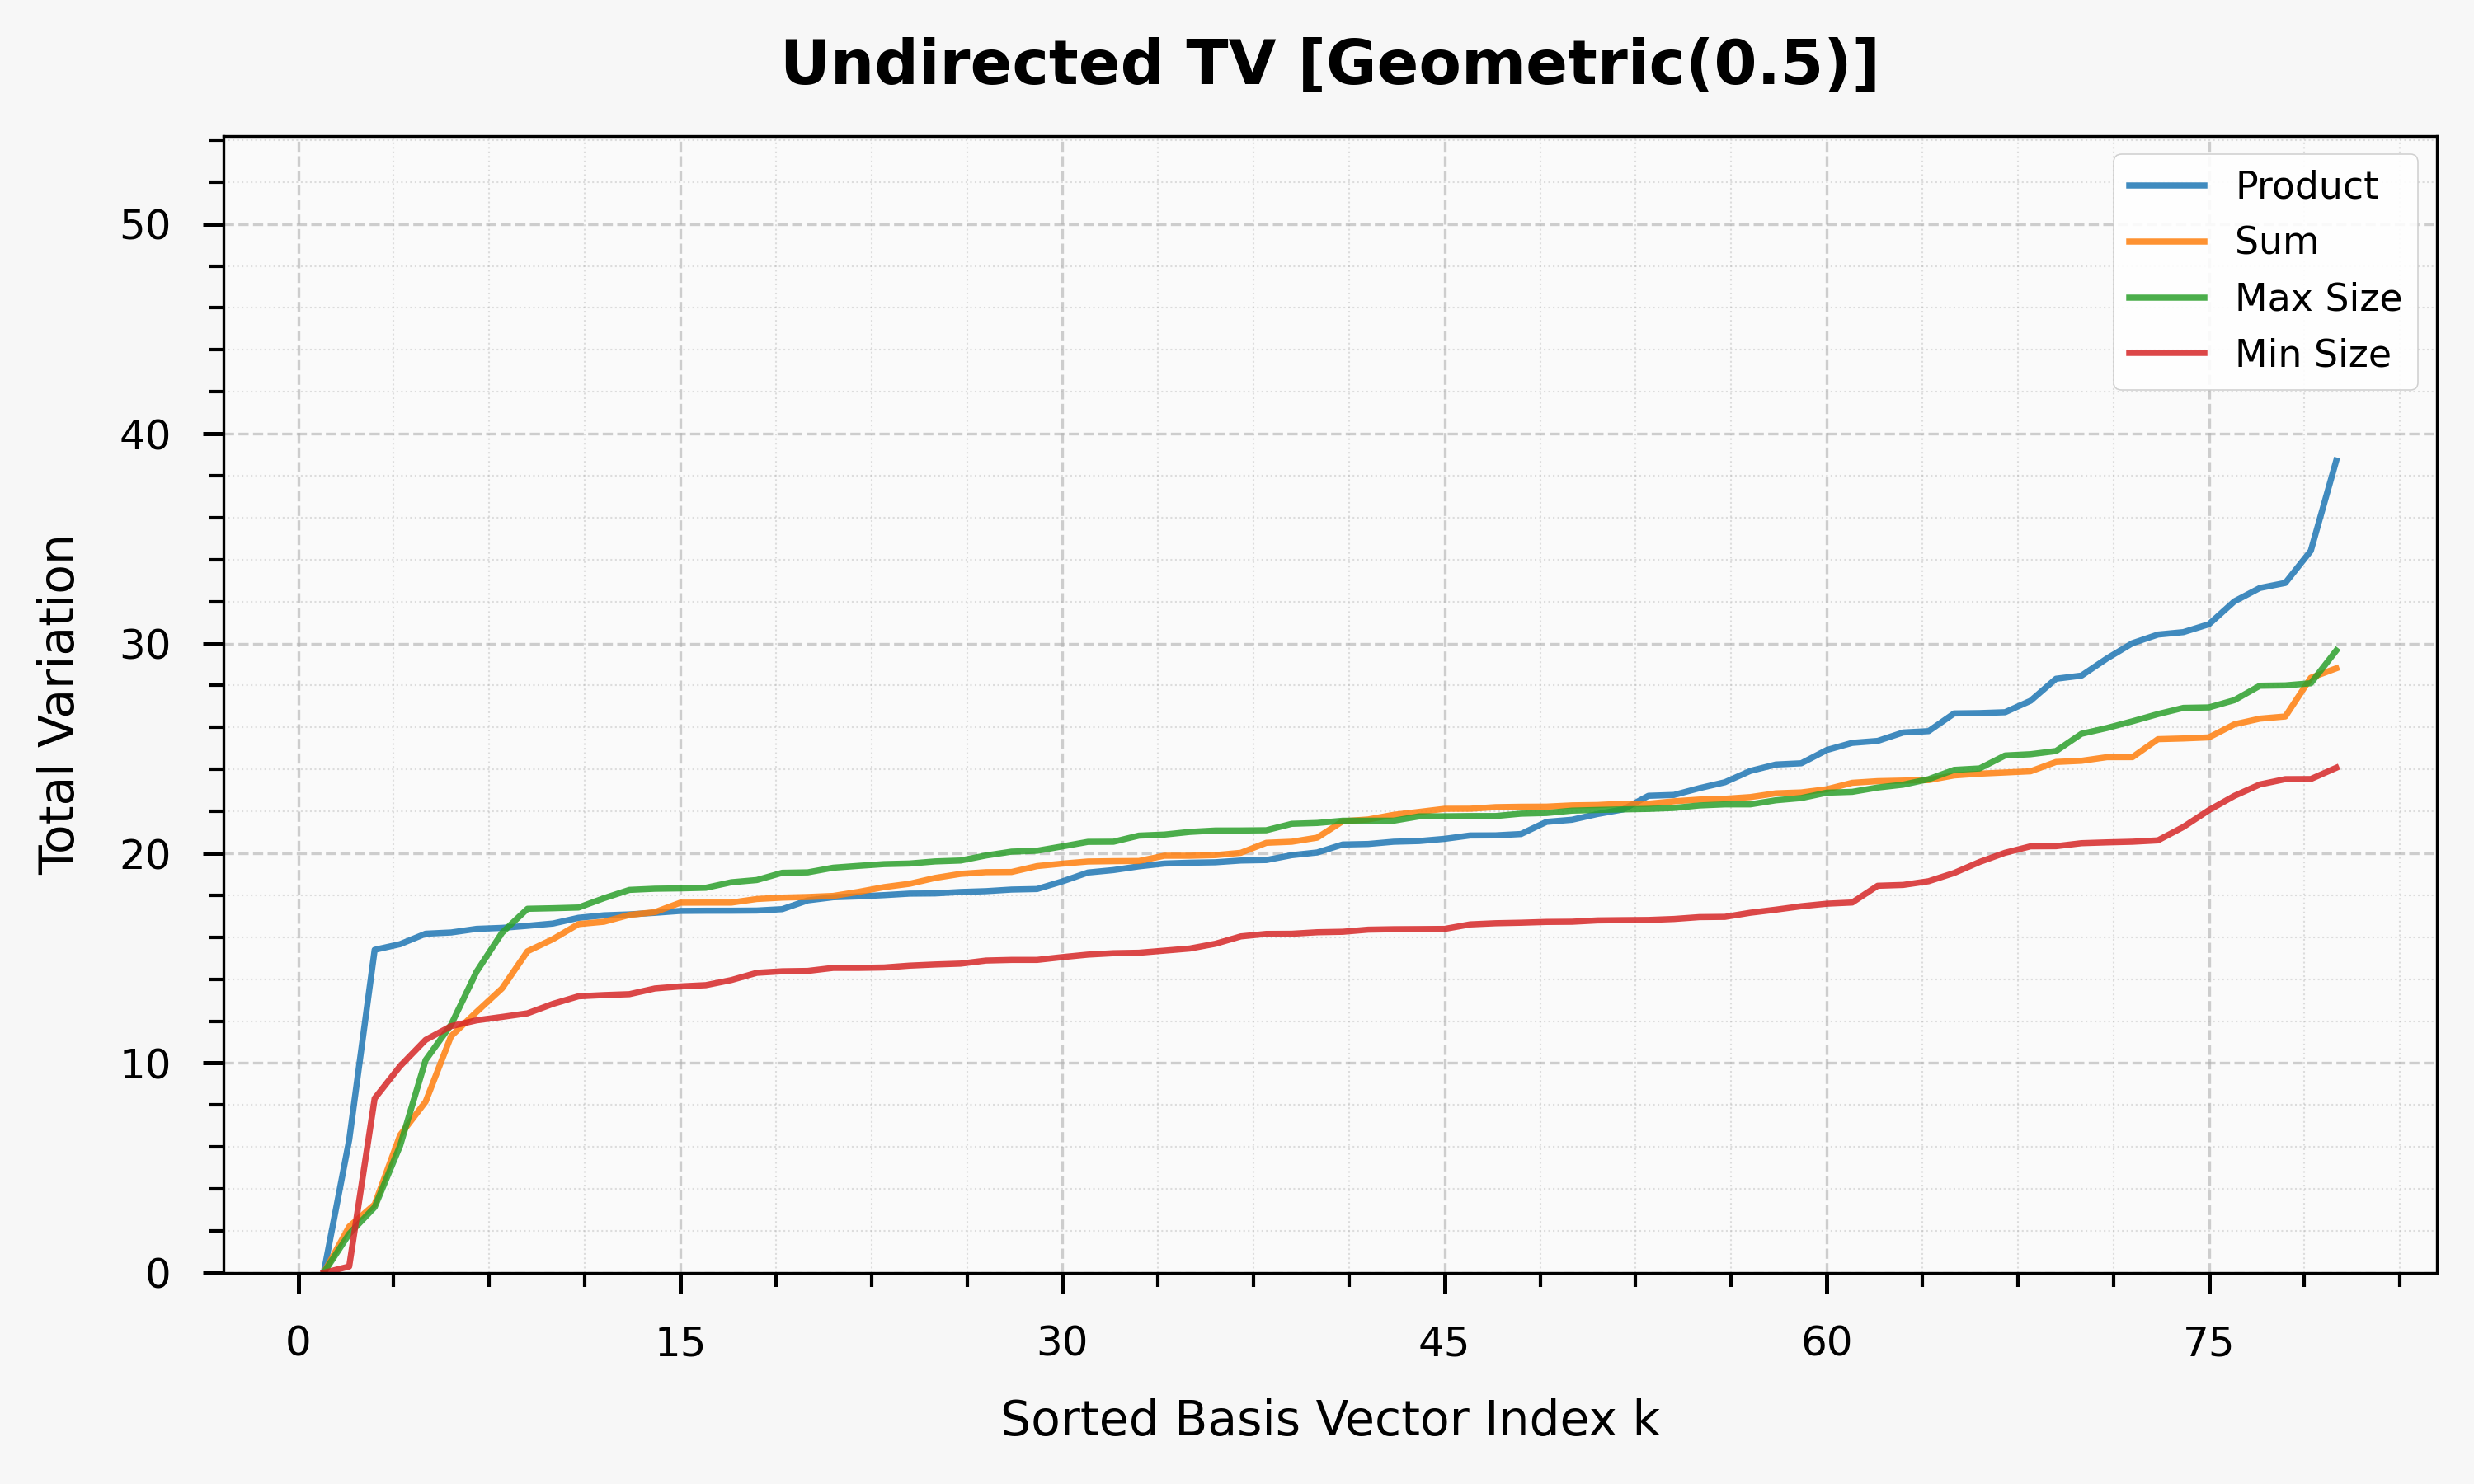 Undirected TV [Geometric(0.5)]
Total Variation
50
40
30
20
10
0
Product
Sum
Max Size
Min Size
0 15 30 45 60 75
Sorted Basis Vector Index k